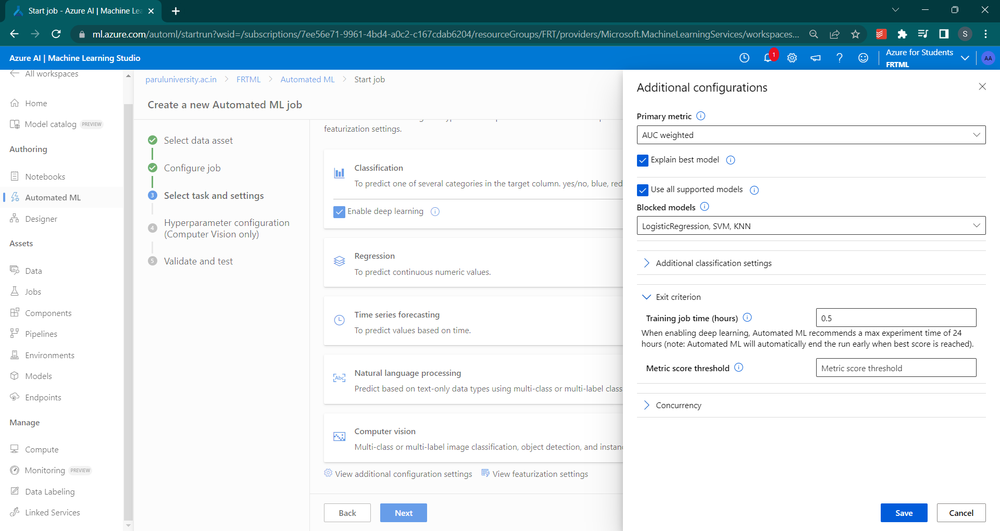 Start job - Azure AI | Machine Lea
ml.azure.com/automl/startrun?wsid=/subscriptions/7ee56e71-9961-4bd4-a0c2-c167cdab6204/resourceGroups/FRT/providers/Microsoft.MachineLearningServices/workspaces...
S
Azure AI | Machine Learning Studio
1
Azure for Students
FRTML
AA
All workspaces
Home
Model catalog PREVIEW
Authoring
Notebooks
Automated ML
Designer
Assets
Data
Jobs
Components
Pipelines
Environments
Models
Endpoints
Manage
Compute
Monitoring PREVIEW
Data Labeling
Linked Services
paruluniversity.ac.in > FRTML > Automated ML > Start job
Create a new Automated ML job
Select data asset
Configure job
3 Select task and settings
4 Hyperparameter configuration
(Computer Vision only)
5 Validate and test
featurization settings.
Classification
To predict one of several categories in the target column. yes/no, blue, red
Enable deep learning
Regression
To predict continuous numeric values.
Time series forecasting
To predict values based on time.
Abc
Natural language processing
Predict based on text-only data types using multi-class or multi-label class
Computer vision
Multi-class or multi-label image classification, object detection, and instan
View additional configuration settings View featurization settings
Back Next
Additional configurations
Primary metric
AUC weighted
Explain best model
Use all supported models
Blocked models
LogisticRegression, SVM, KNN
Additional classification settings
Exit criterion
Training job time (hours) 0.5
When enabling deep learning, Automated ML recommends a max experiment time of 24
hours (note: Automated ML will automatically end the run early when best score is reached).
Metric score threshold Metric score threshold
Concurrency
Save Cancel